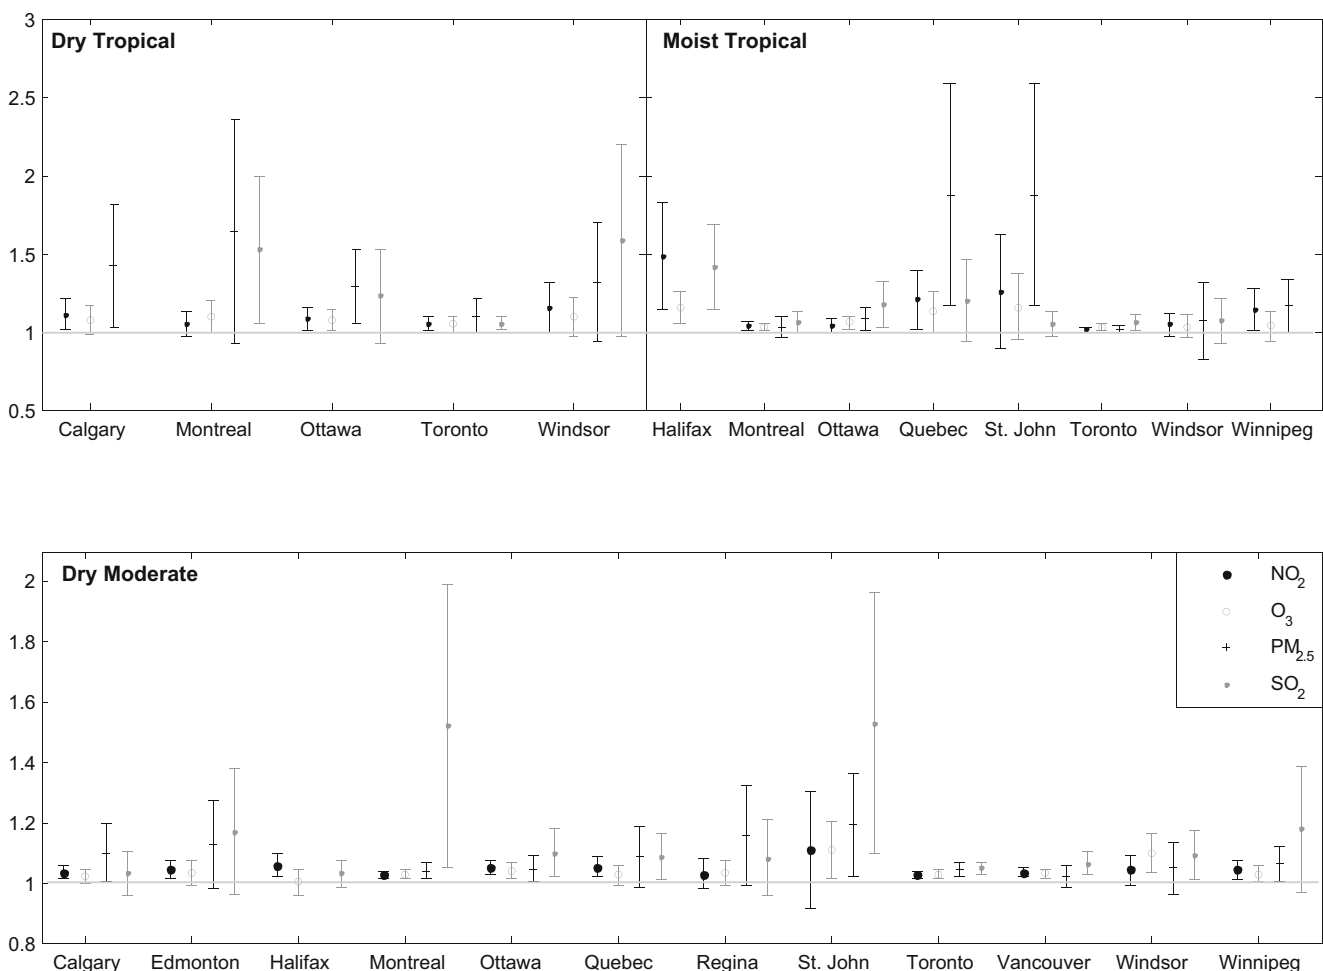 3
2.5
2
1.5
1
0.5
Dry Tropical
Moist Tropical
Calgary Montreal Ottawa Toronto Windsor Halifax Montreal Ottawa Quebec St. John Toronto Windsor Winnipeg
2
1.8
1.6
1.4
1.2
1
0.8
Dry Moderate
NO2
O3
PM2.5
SO2
Calgary Edmonton Halifax Montreal Ottawa Quebec Regina St. John Toronto Vancouver Windsor Winnipeg